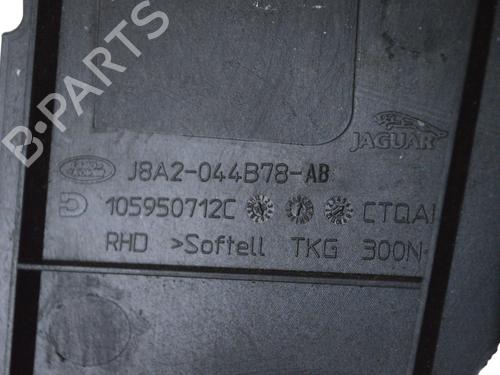 B-PARTS
JAGUAR
J8A2-044B78-AB
105950712C CTQAI
RHD >Softell TKG 300N